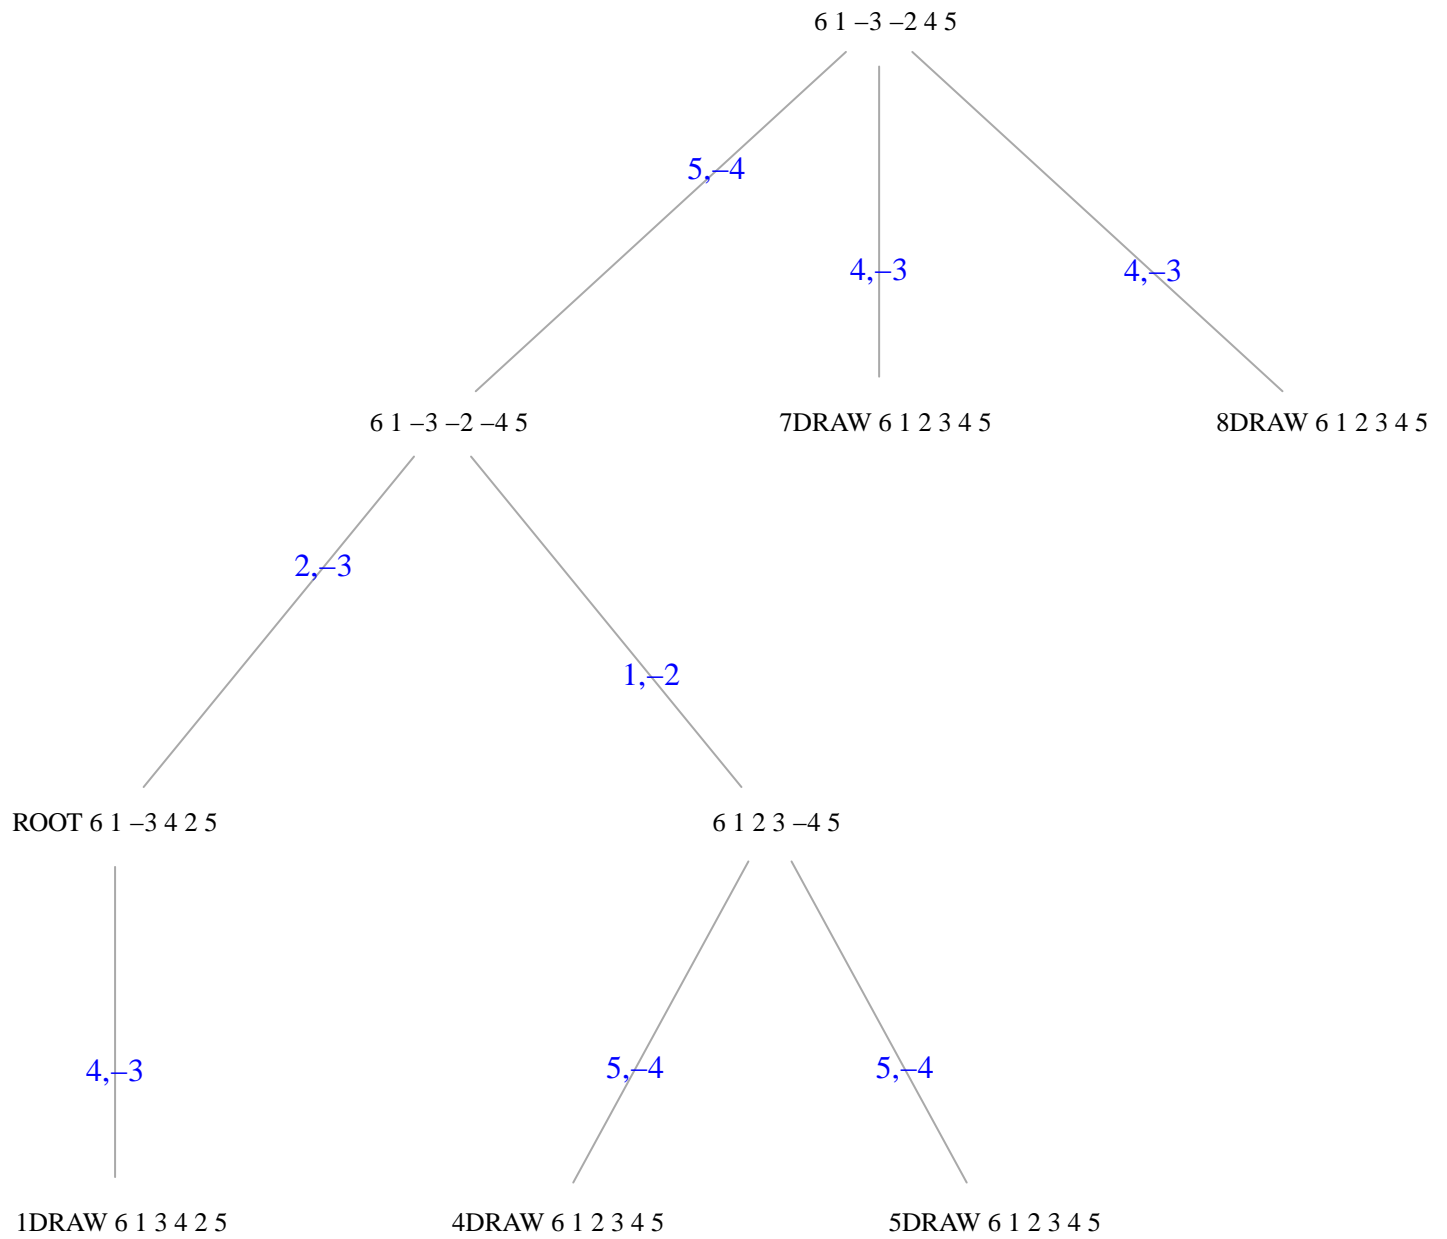 6 1 –3 –2 4 5
5,–4
4,–3
4,–3
6 1 –3 –2 –4 5
7DRAW 6 1 2 3 4 5
8DRAW 6 1 2 3 4 5
2,–3
1,–2
ROOT 6 1 –3 4 2 5
6 1 2 3 –4 5
4,–3
5,–4
5,–4
1DRAW 6 1 3 4 2 5
4DRAW 6 1 2 3 4 5
5DRAW 6 1 2 3 4 5